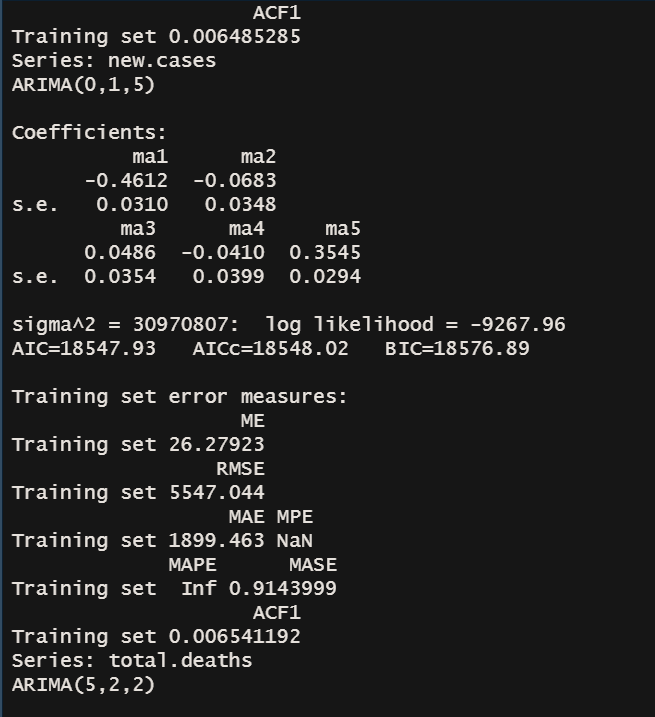 ACF1
Training set 0.006485285
Series: new.cases
ARIMA(0,1,5)
Coefficients:
ma1 ma2
-0.4612 -0.0683
s.e. 0.0310 0.0348
ma3 ma4 ma5
0.0486 -0.0410 0.3545
s.e. 0.0354 0.0399 0.0294
sigma^2 = 30970807: log likelihood = -9267.96
AIC=18547.93 AICc=18548.02 BIC=18576.89
Training set error measures:
ME
Training set 26.27923
RMSE
Training set 5547.044
MAE MPE
Training set 1899.463 NaN
MAPE MASE
Training set Inf 0.9143999
ACF1
Training set 0.006541192
Series: total.deaths
ARIMA(5,2,2)